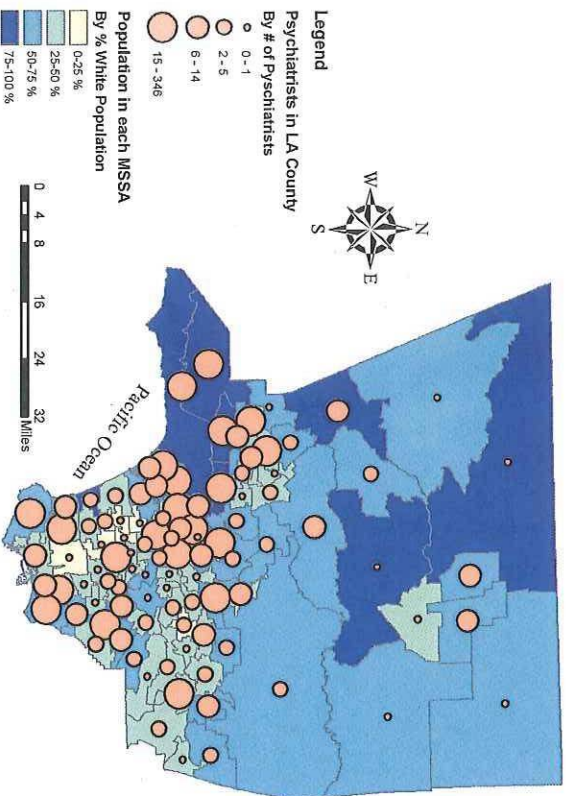 Legend
Psychiatrists in LA County
By # of Pyschiatrists
0 - 1
2 - 5
6 - 14
15 - 346
Population in each MSSA
By % White Population
0-25 %
25-50 %
50-75 %
75-100 %
N
W
E
S
0 4 8 16 24 32
Miles
Pacific Ocean